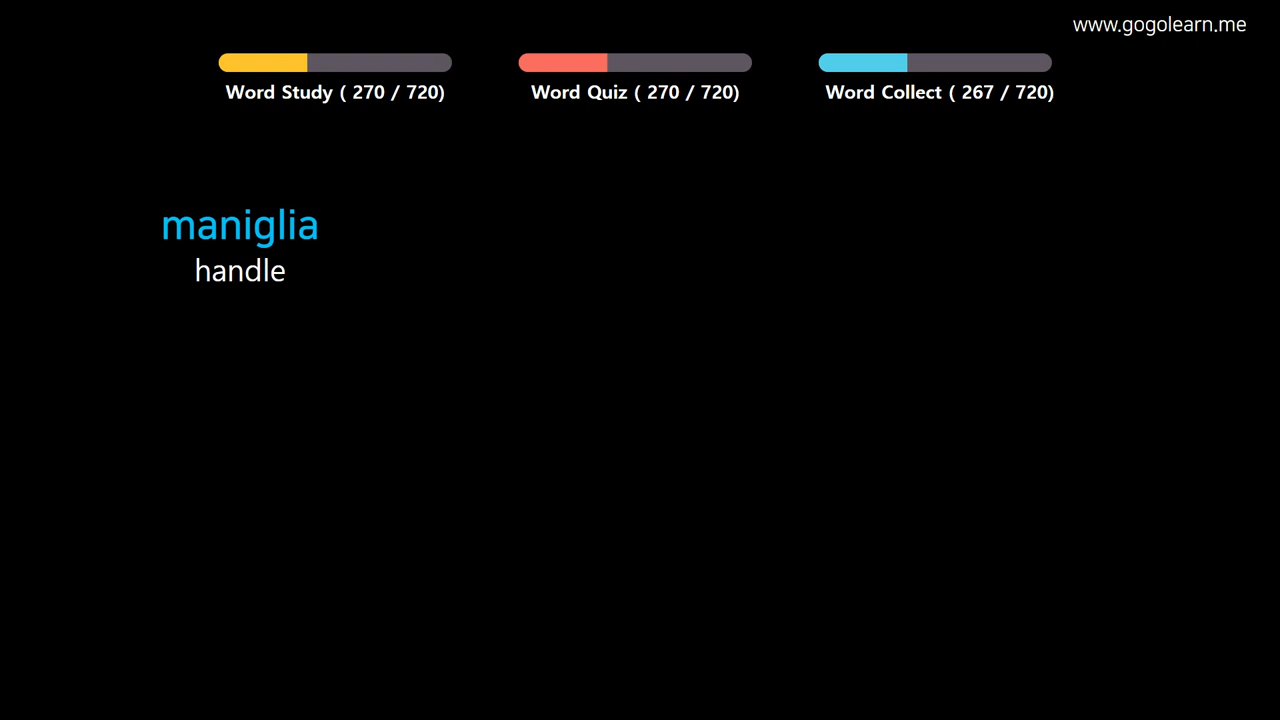 www.gogolearn.me
Word Study ( 270 / 720)
Word Quiz ( 270 / 720)
Word Collect ( 267 / 720)
maniglia
handle